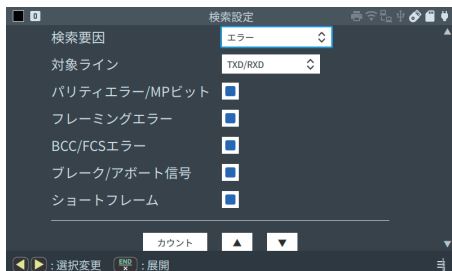 0 検索設定
検索要因 エラー
対象ライン TXD/RXD
パリティエラー/MPビット
フレーミングエラー
BCC/FCSエラー
ブレーク/アボート信号
ショートフレーム
カウント ▲ ▼
◀ ▶ : 選択変更 END × : 展開